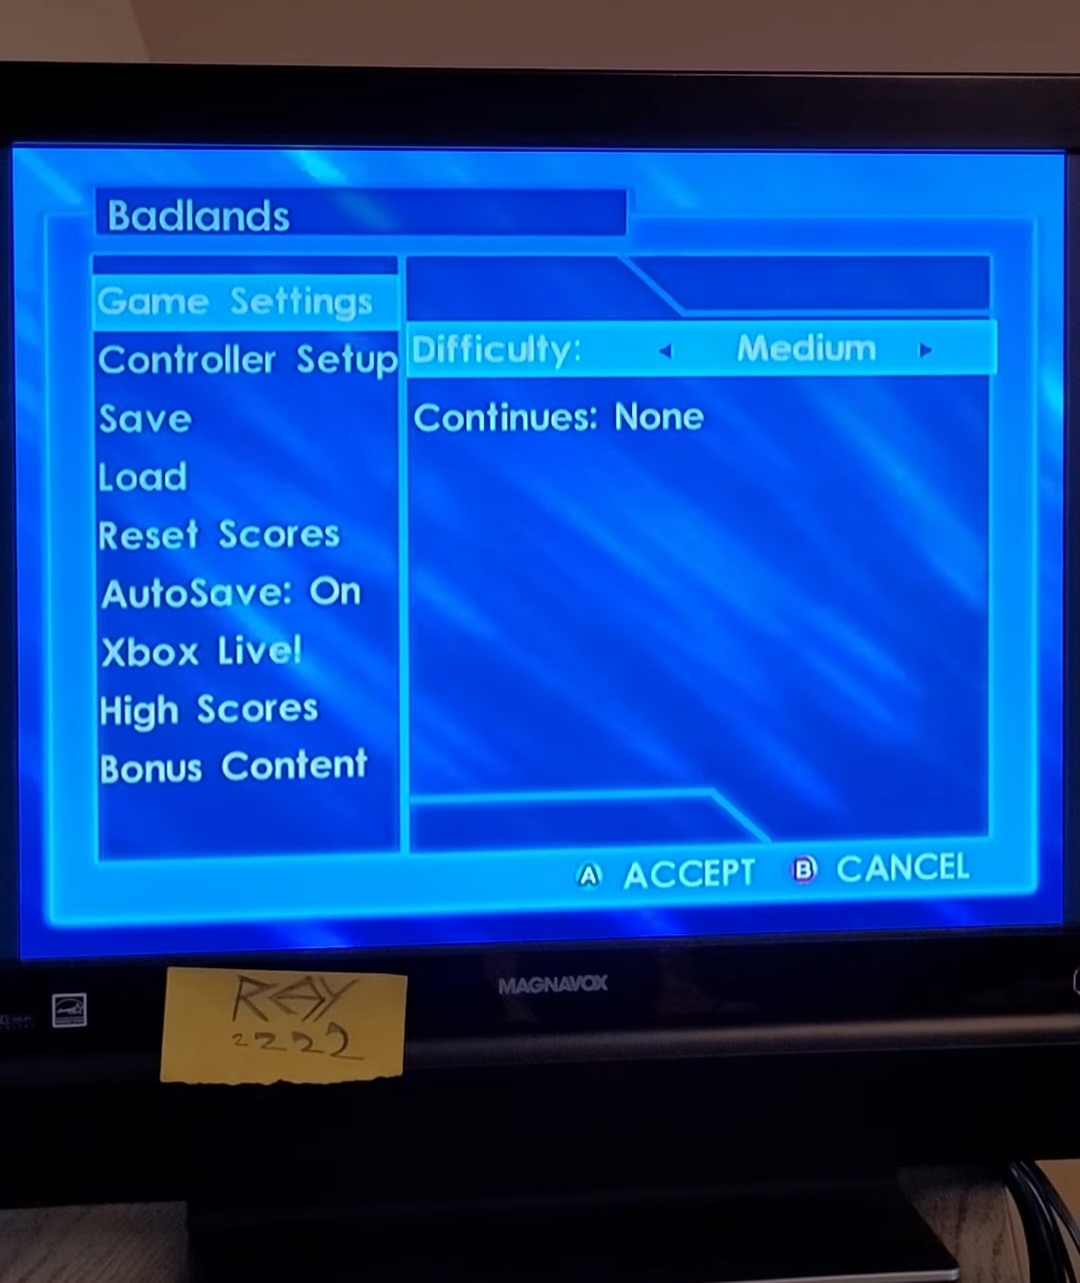 Badlands
Game Settings
Controller Setup
Save
Load
Reset Scores
AutoSave: On
Xbox Live!
High Scores
Bonus Content
Difficulty: ◄ Medium ►
Continues: None
A ACCEPT B CANCEL
MAGNAVOX
RAY
2222